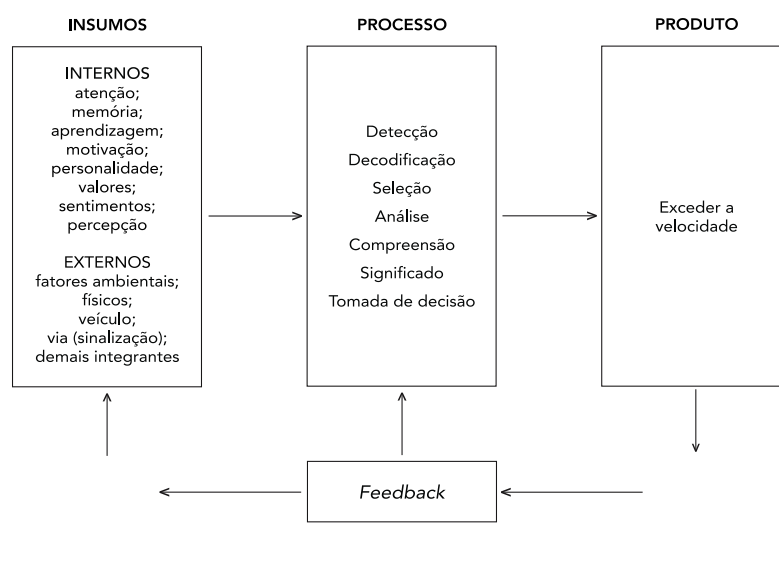 INSUMOS
INTERNOS
atenção;
memória;
aprendizagem;
motivação;
personalidade;
valores;
sentimentos;
percepção
EXTERNOS
fatores ambientais;
físicos;
veículo;
via (sinalização);
demais integrantes
PROCESSO
Detecção
Decodificação
Seleção
Análise
Compreensão
Significado
Tomada de decisão
PRODUTO
Exceder a
velocidade
Feedback